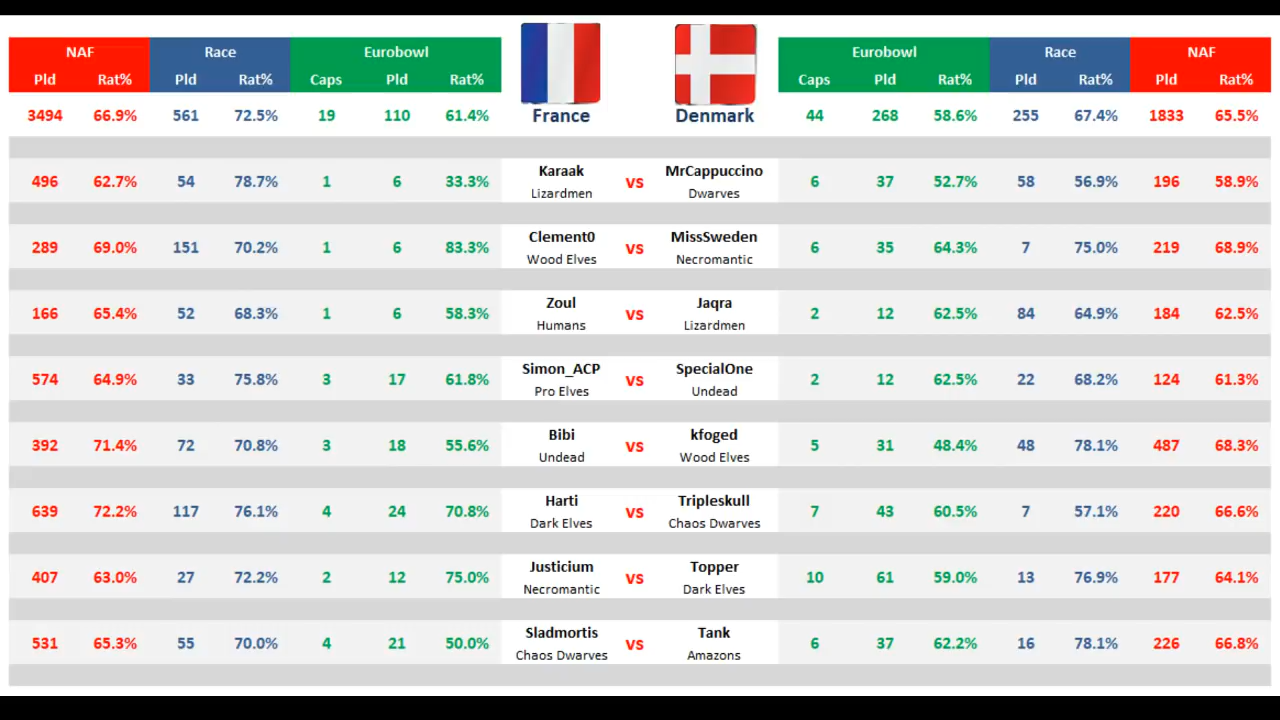 NAF Race Eurobowl Eurobowl Race NAF
Pld Rat% Pld Rat% Caps Pld Rat% Caps Pld Rat% Pld Rat% Pld Rat%
3494 66.9% 561 72.5% 19 110 61.4% France Denmark 44 268 58.6% 255 67.4% 1833 65.5%
Karaak MrCappuccino
496 62.7% 54 78.7% 1 6 33.3% vs 6 37 52.7% 58 56.9% 196 58.9%
Lizardmen Dwarves
Clement0 MissSweden
289 69.0% 151 70.2% 1 6 83.3% vs 6 35 64.3% 7 75.0% 219 68.9%
Wood Elves Necromantic
Zoul Jaqra
166 65.4% 52 68.3% 1 6 58.3% vs 2 12 62.5% 84 64.9% 184 62.5%
Humans Lizardmen
Simon_ACP SpecialOne
574 64.9% 33 75.8% 3 17 61.8% vs 2 12 62.5% 22 68.2% 124 61.3%
Pro Elves Undead
Bibi kfoged
392 71.4% 72 70.8% 3 18 55.6% vs 5 31 48.4% 48 78.1% 487 68.3%
Undead Wood Elves
Harti Tripleskull
639 72.2% 117 76.1% 4 24 70.8% vs 7 43 60.5% 7 57.1% 220 66.6%
Dark Elves Chaos Dwarves
Justicium Topper
407 63.0% 27 72.2% 2 12 75.0% vs 10 61 59.0% 13 76.9% 177 64.1%
Necromantic Dark Elves
Sladmortis Tank
531 65.3% 55 70.0% 4 21 50.0% vs 6 37 62.2% 16 78.1% 226 66.8%
Chaos Dwarves Amazons